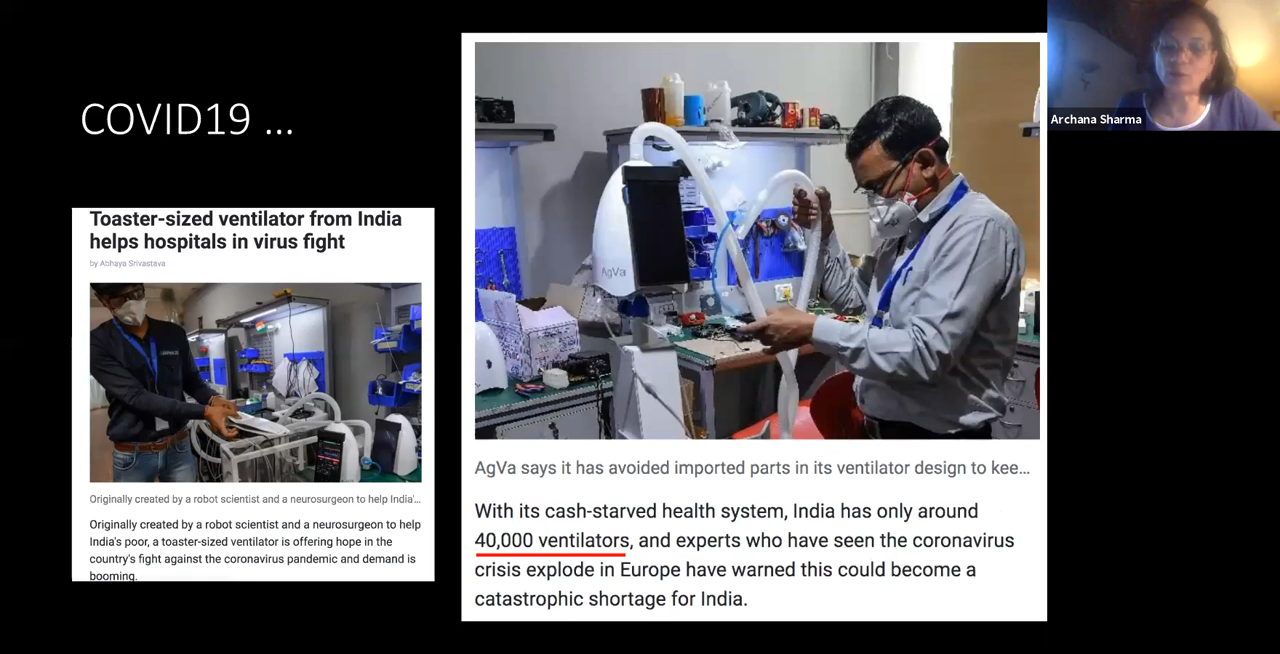 COVID19 ...
Toaster-sized ventilator from India
helps hospitals in virus fight
by Abhaya Srivastava
Originally created by a robot scientist and a neurosurgeon to help India'...
Originally created by a robot scientist and a neurosurgeon to help
India's poor, a toaster-sized ventilator is offering hope in the
country's fight against the coronavirus pandemic and demand is
booming.
AgVa
AgVa says it has avoided imported parts in its ventilator design to kee...
With its cash-starved health system, India has only around
40,000 ventilators, and experts who have seen the coronavirus
crisis explode in Europe have warned this could become a
catastrophic shortage for India.
Archana Sharma